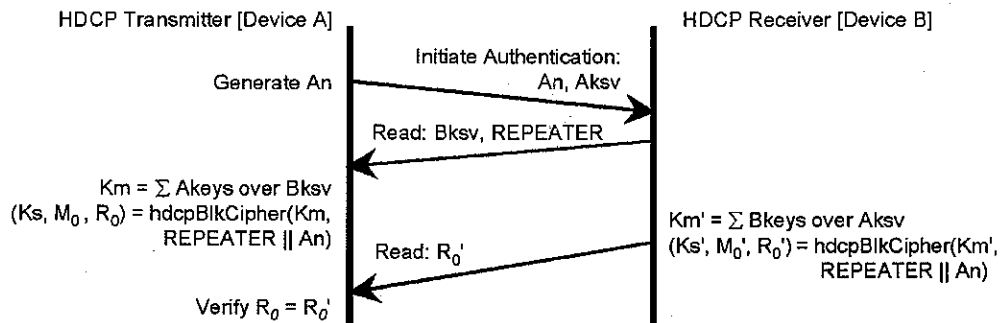 HDCP Transmitter [Device A]
HDCP Receiver [Device B]
Initiate Authentication:
An, Aksv
Generate An
Read: Bksv, REPEATER
Km = ∑ Akeys over Bksv
(Ks, M₀, R₀) = hdcpBlkCipher(Km,
REPEATER || An)
Km' = ∑ Bkeys over Aksv
(Ks', M₀', R₀') = hdcpBlkCipher(Km',
REPEATER || An)
Read: R₀'
Verify R₀ = R₀'